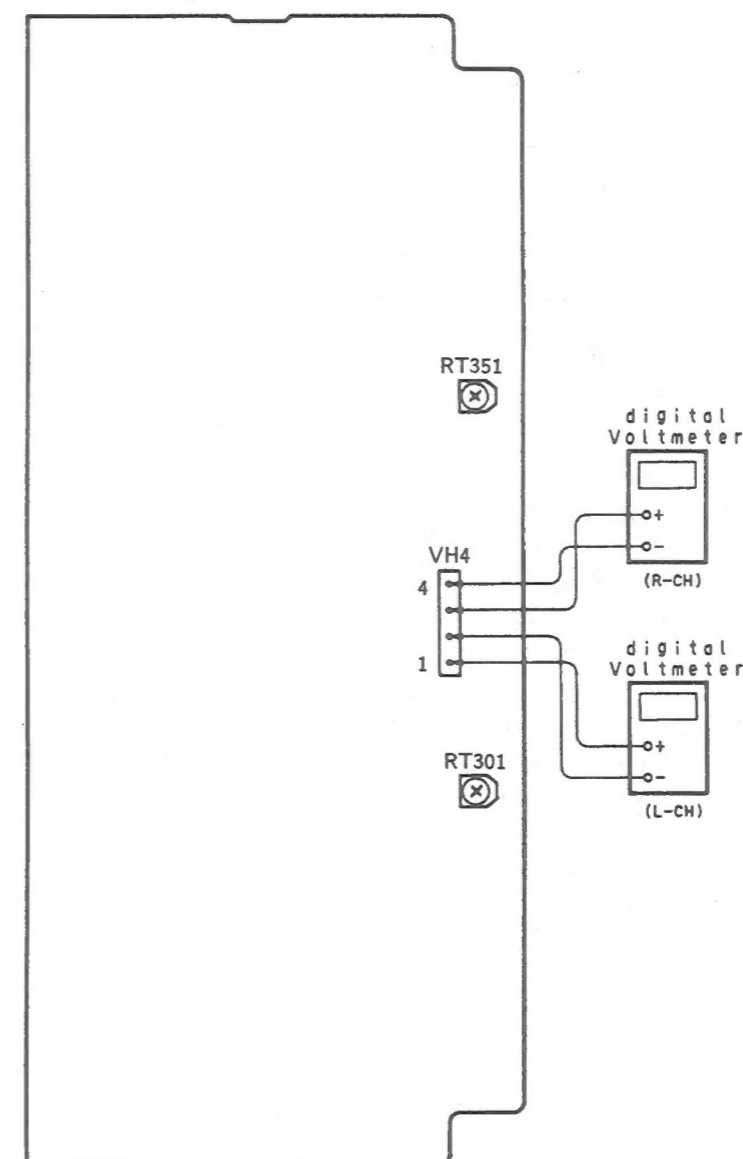 RT351
digital
Voltmeter
+
-
(R-CH)
VH4
4
1
digital
Voltmeter
+
-
(L-CH)
RT301